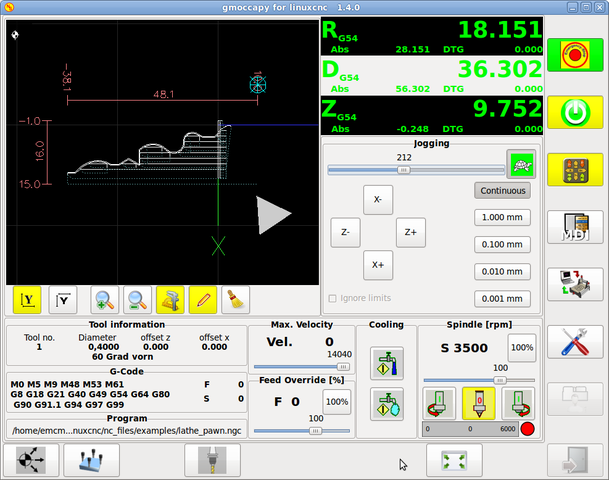 gmoccapy for linuxcnc 1.4.0
-38.1
48.1
-1.0
16.0
15.0
X
R G54 18.151
Abs 28.151 DTG 0.000
D G54 36.302
Abs 56.302 DTG 0.000
Z G54 9.752
Abs -0.248 DTG 0.000
Jogging
212
Continuous
X-
1.000 mm
Z-
Z+
0.100 mm
X+
0.010 mm
Ignore limits
0.001 mm
MDI
Y
Y
Tool information
Tool no. Diameter offset z offset x
1 0,4000 0.000 0.000
60 Grad vorn
G-Code
M0 M5 M9 M48 M53 M61
G8 G18 G21 G40 G49 G54 G64 G80
G90 G91.1 G94 G97 G99
F 0
S 0
Program
/home/emcm...nuxcnc/nc_files/examples/lathe_pawn.ngc
Max. Velocity
Vel. 0
14040
Feed Override [%]
F 0 100%
100
Cooling
Spindle [rpm]
S 3500 100%
100
0 0 6000